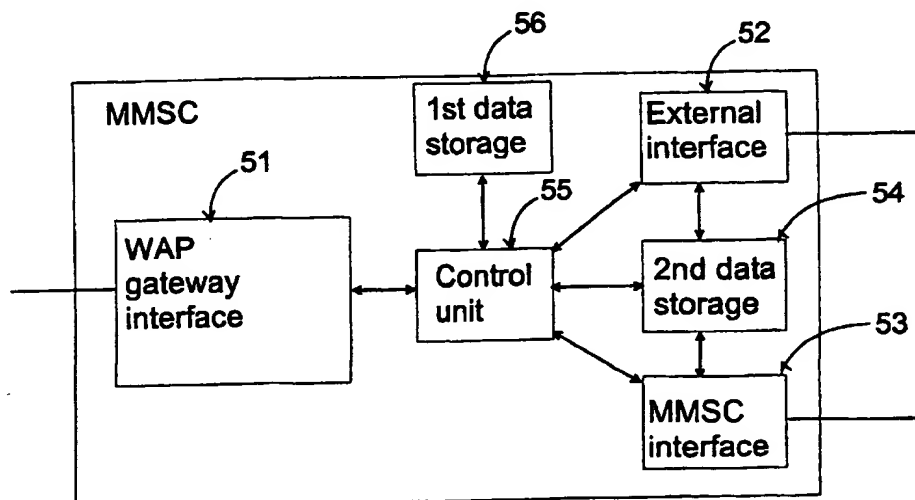 56
52
MMSC
1st data
storage
External
interface
51
55
54
WAP
gateway
interface
Control
unit
2nd data
storage
53
MMSC
interface